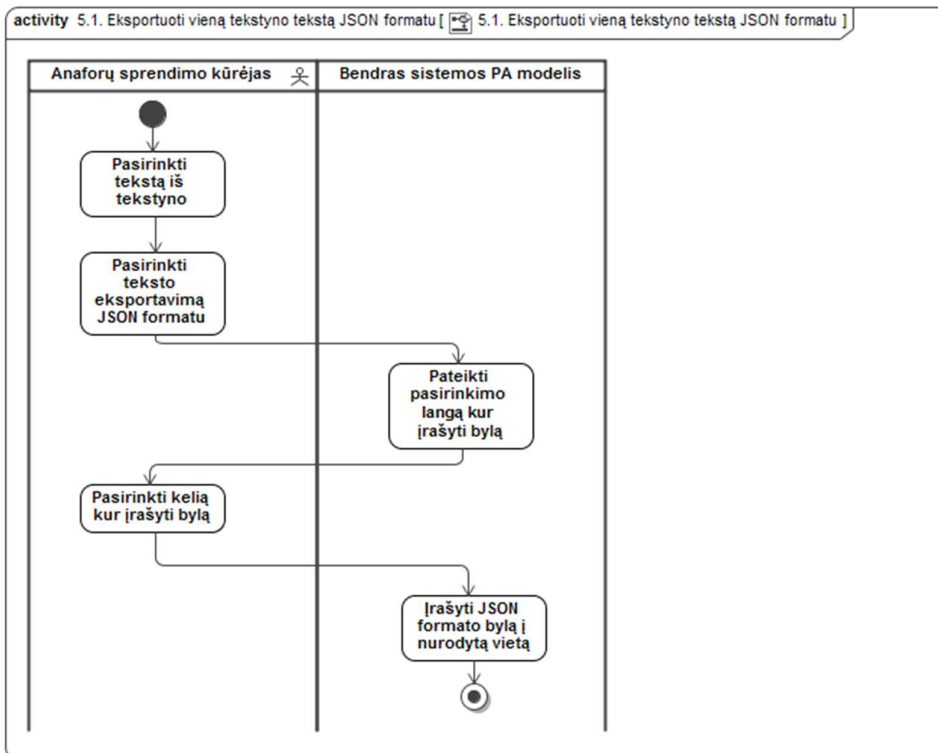 activity 5.1. Eksportuoti vieną tekstyno tekstą JSON formatu [ 5.1. Eksportuoti vieną tekstyno tekstą JSON formatu ]
Anaforų sprendimo kūrėjas
Bendras sistemos PA modelis
Pasirinkti
tekstą iš
tekstyno
Pasirinkti
teksto
eksportavimą
JSON formatu
Pateikti
pasirinkimo
langą kur
įrašyti bylą
Pasirinkti kelią
kur įrašyti bylą
Įrašyti JSON
formato bylą į
nurodytą vietą